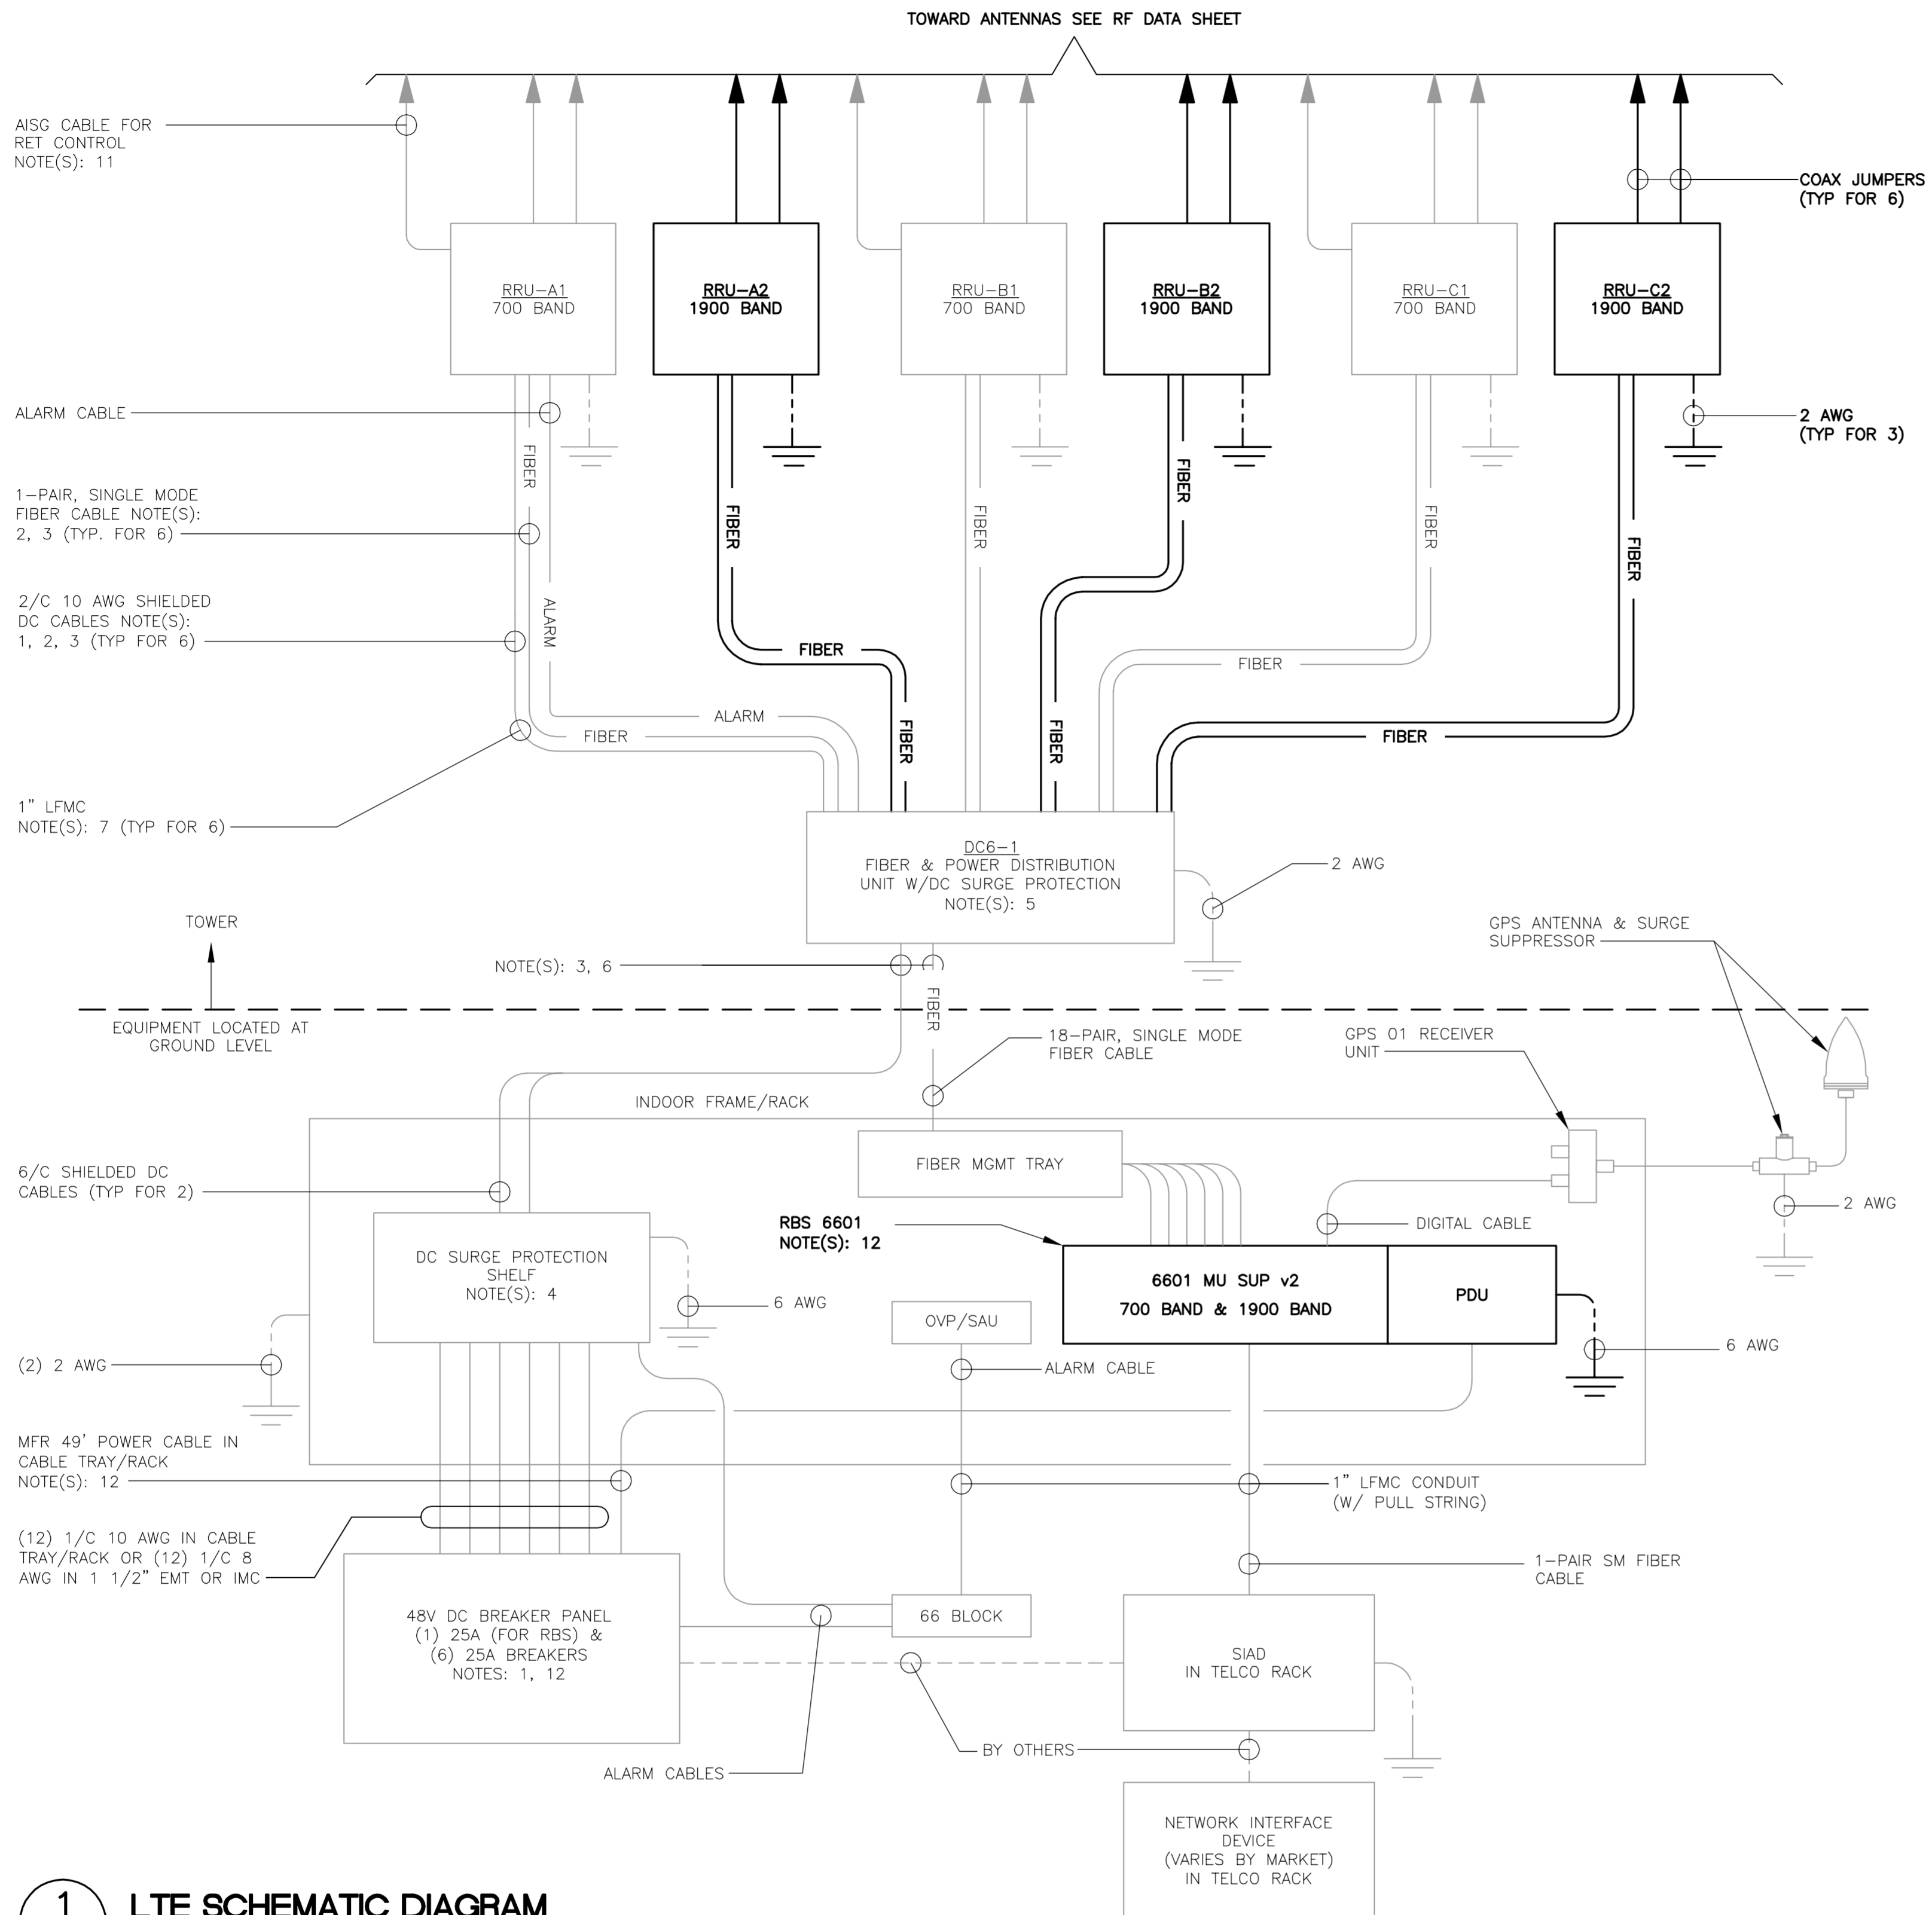 TOWARD ANTENNAS SEE RF DATA SHEET
AISG CABLE FOR
RET CONTROL
NOTE(S): 11
COAX JUMPERS
(TYP FOR 6)
RRU-A1
700 BAND
RRU-A2
1900 BAND
RRU-B1
700 BAND
RRU-B2
1900 BAND
RRU-C1
700 BAND
RRU-C2
1900 BAND
ALARM CABLE
2 AWG
(TYP FOR 3)
FIBER
FIBER
FIBER
FIBER
FIBER
FIBER
1-PAIR, SINGLE MODE
FIBER CABLE NOTE(S):
2, 3 (TYP. FOR 6)
2/C 10 AWG SHIELDED
DC CABLES NOTE(S):
1, 2, 3 (TYP FOR 6)
ALARM
FIBER
FIBER
ALARM
FIBER
FIBER
FIBER
FIBER
1" LFMC
NOTE(S): 7 (TYP FOR 6)
DC6-1
FIBER & POWER DISTRIBUTION
UNIT W/DC SURGE PROTECTION
NOTE(S): 5
2 AWG
TOWER
GPS ANTENNA & SURGE
SUPPRESSOR
NOTE(S): 3, 6
FIBER
EQUIPMENT LOCATED AT
GROUND LEVEL
18-PAIR, SINGLE MODE
FIBER CABLE
GPS 01 RECEIVER
UNIT
INDOOR FRAME/RACK
FIBER MGMT TRAY
6/C SHIELDED DC
CABLES (TYP FOR 2)
2 AWG
RBS 6601
NOTE(S): 12
DIGITAL CABLE
DC SURGE PROTECTION
SHELF
NOTE(S): 4
6601 MU SUP v2
700 BAND & 1900 BAND
PDU
6 AWG
OVP/SAU
6 AWG
(2) 2 AWG
ALARM CABLE
MFR 49' POWER CABLE IN
CABLE TRAY/RACK
NOTE(S): 12
1" LFMC CONDUIT
(W/ PULL STRING)
(12) 1/C 10 AWG IN CABLE
TRAY/RACK OR (12) 1/C 8
AWG IN 1 1/2" EMT OR IMC
1-PAIR SM FIBER
CABLE
48V DC BREAKER PANEL
(1) 25A (FOR RBS) &
(6) 25A BREAKERS
NOTES: 1, 12
66 BLOCK
SIAD
IN TELCO RACK
BY OTHERS
ALARM CABLES
NETWORK INTERFACE
DEVICE
(VARIES BY MARKET)
IN TELCO RACK
1
LTE SCHEMATIC DIAGRAM